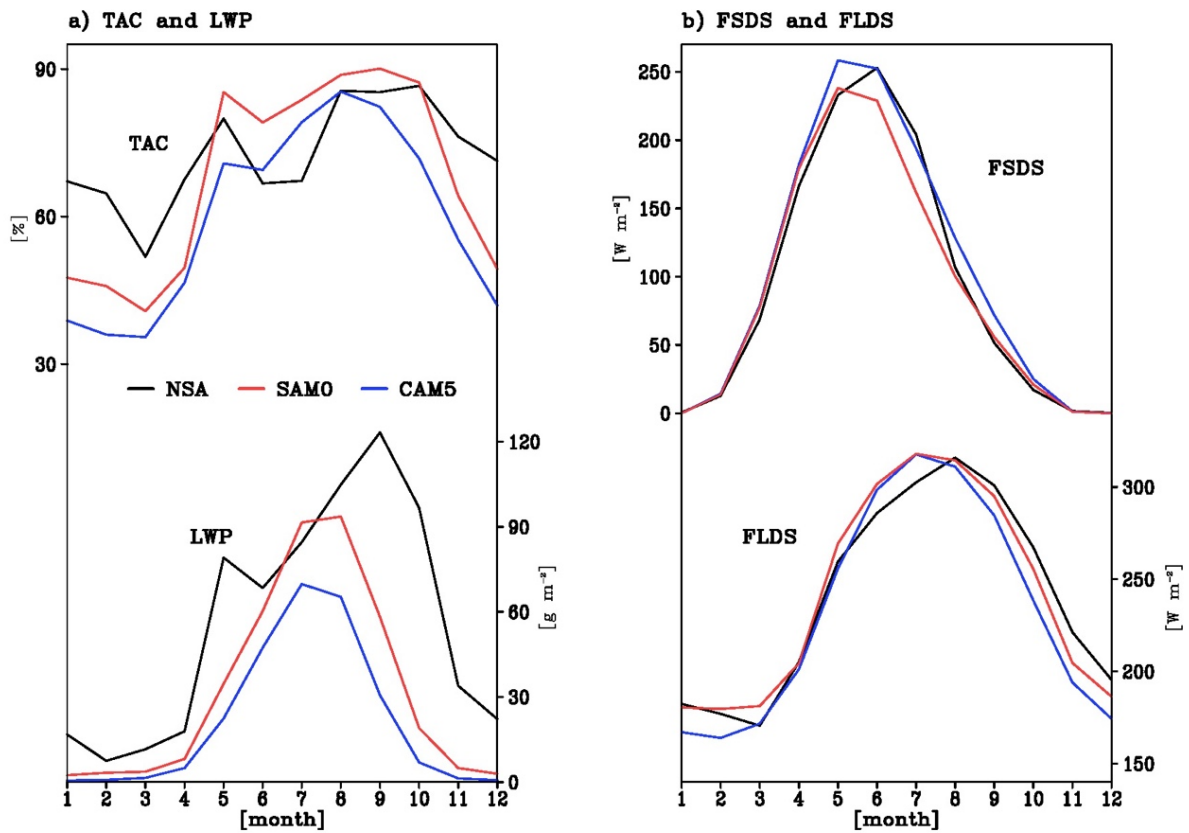 a) TAC and LWP
90
60
30
[%]
TAC
NSA
SAM0
CAM5
LWP
120
90
60
30
0
[g m⁻²]
1 2 3 4 5 6 7 8 9 10 11 12
[month]
b) FSDS and FLDS
250
200
150
100
50
0
[W m⁻²]
FSDS
FLDS
300
250
200
150
[W m⁻²]
1 2 3 4 5 6 7 8 9 10 11 12
[month]